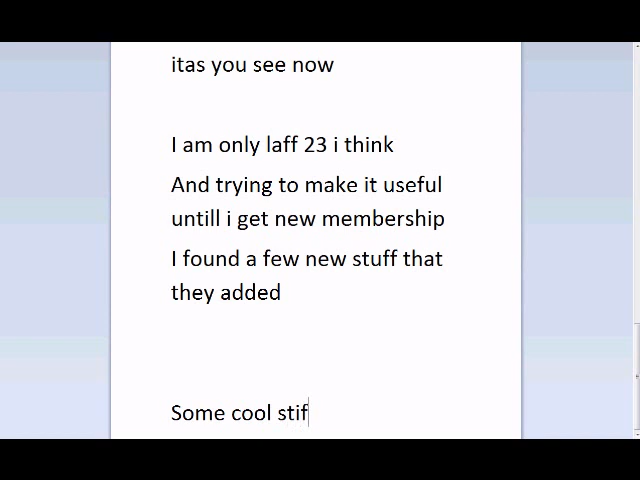 itas you see now
I am only laff 23 i think
And trying to make it useful
untill i get new membership
I found a few new stuff that
they added
Some cool stif